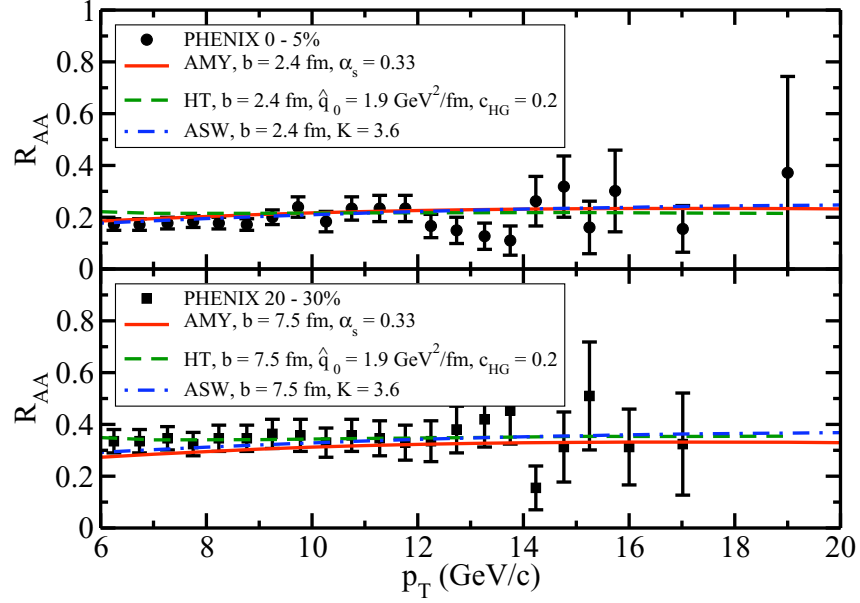 1
0.8
0.6
0.4
0.2
0
R_AA
PHENIX 0 - 5%
AMY, b = 2.4 fm, α_s = 0.33
HT, b = 2.4 fm, q̂_0 = 1.9 GeV²/fm, c_HG = 0.2
ASW, b = 2.4 fm, K = 3.6
0.8
0.6
0.4
0.2
0
R_AA
PHENIX 20 - 30%
AMY, b = 7.5 fm, α_s = 0.33
HT, b = 7.5 fm, q̂_0 = 1.9 GeV²/fm, c_HG = 0.2
ASW, b = 7.5 fm, K = 3.6
6 8 10 12 14 16 18 20
p_T (GeV/c)